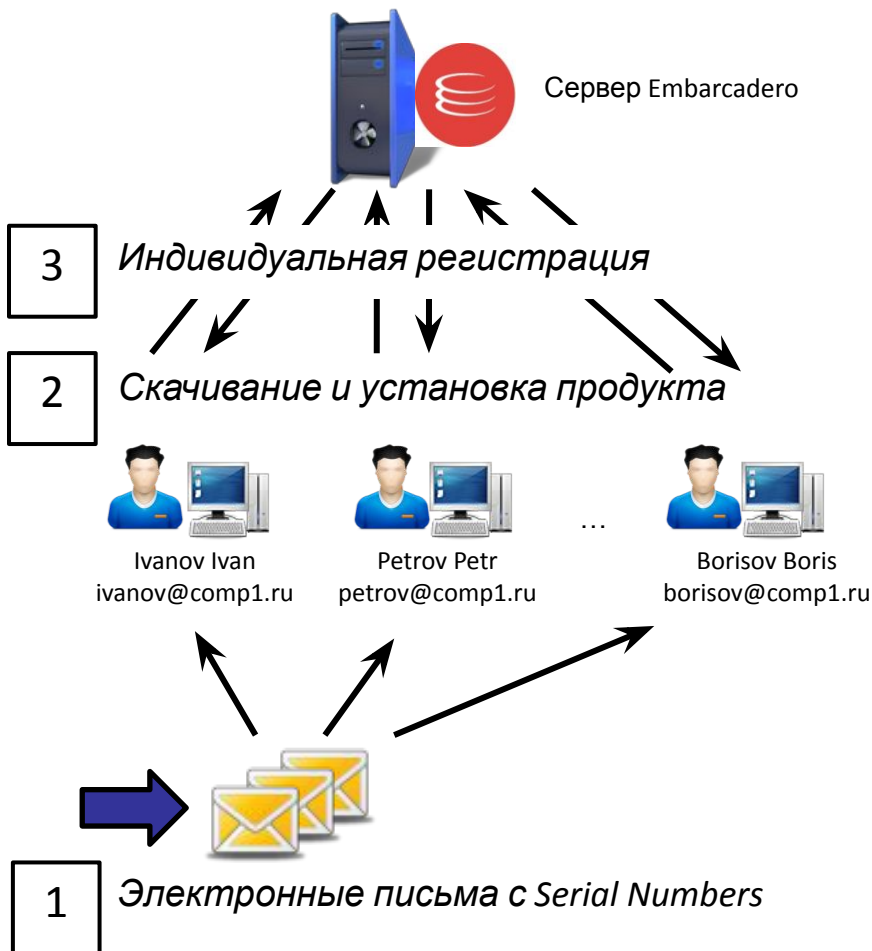 Сервер Embarcadero
3
Индивидуальная регистрация
2
Скачивание и установка продукта
Ivanov Ivan
ivanov@comp1.ru
Petrov Petr
petrov@comp1.ru
...
Borisov Boris
borisov@comp1.ru
1
Электронные письма с Serial Numbers